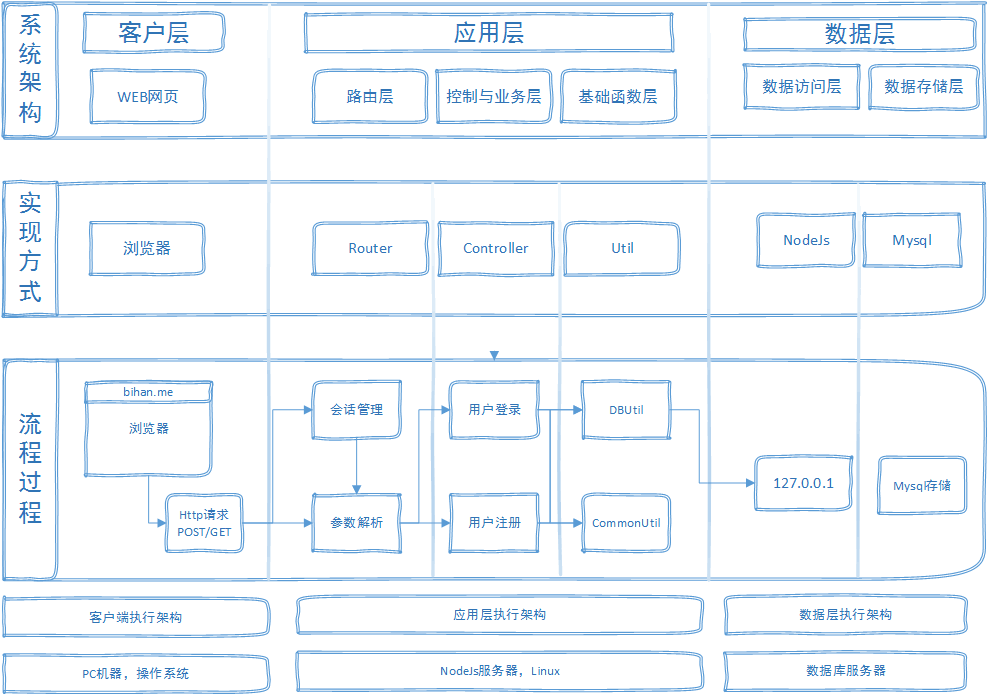 系统架构
客户层
应用层
数据层
WEB网页
路由层
控制与业务层
基础函数层
数据访问层
数据存储层
实现方式
浏览器
Router
Controller
Util
NodeJs
Mysql
流程过程
bihan.me
浏览器
会话管理
用户登录
DBUtil
127.0.0.1
Mysql存储
Http请求
POST/GET
参数解析
用户注册
CommonUtil
客户端执行架构
应用层执行架构
数据层执行架构
PC机器，操作系统
NodeJs服务器，Linux
数据库服务器